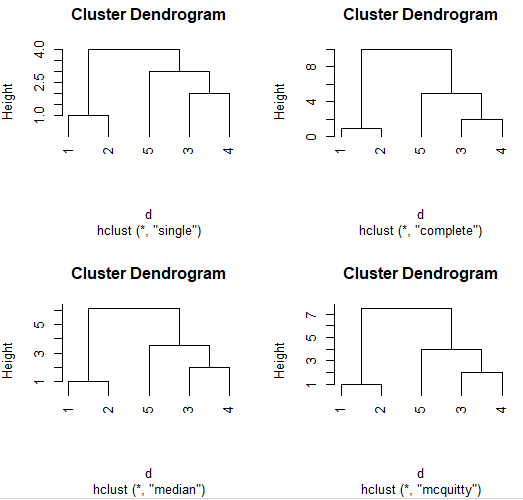 Cluster Dendrogram
Height
1.0 2.5 4.0
1 2 5 3 4
d
hclust (*, "single")
Cluster Dendrogram
Height
0 4 8
1 2 5 3 4
d
hclust (*, "complete")
Cluster Dendrogram
Height
1 3 5
1 2 5 3 4
d
hclust (*, "median")
Cluster Dendrogram
Height
1 3 5 7
1 2 5 3 4
d
hclust (*, "mcquitty")